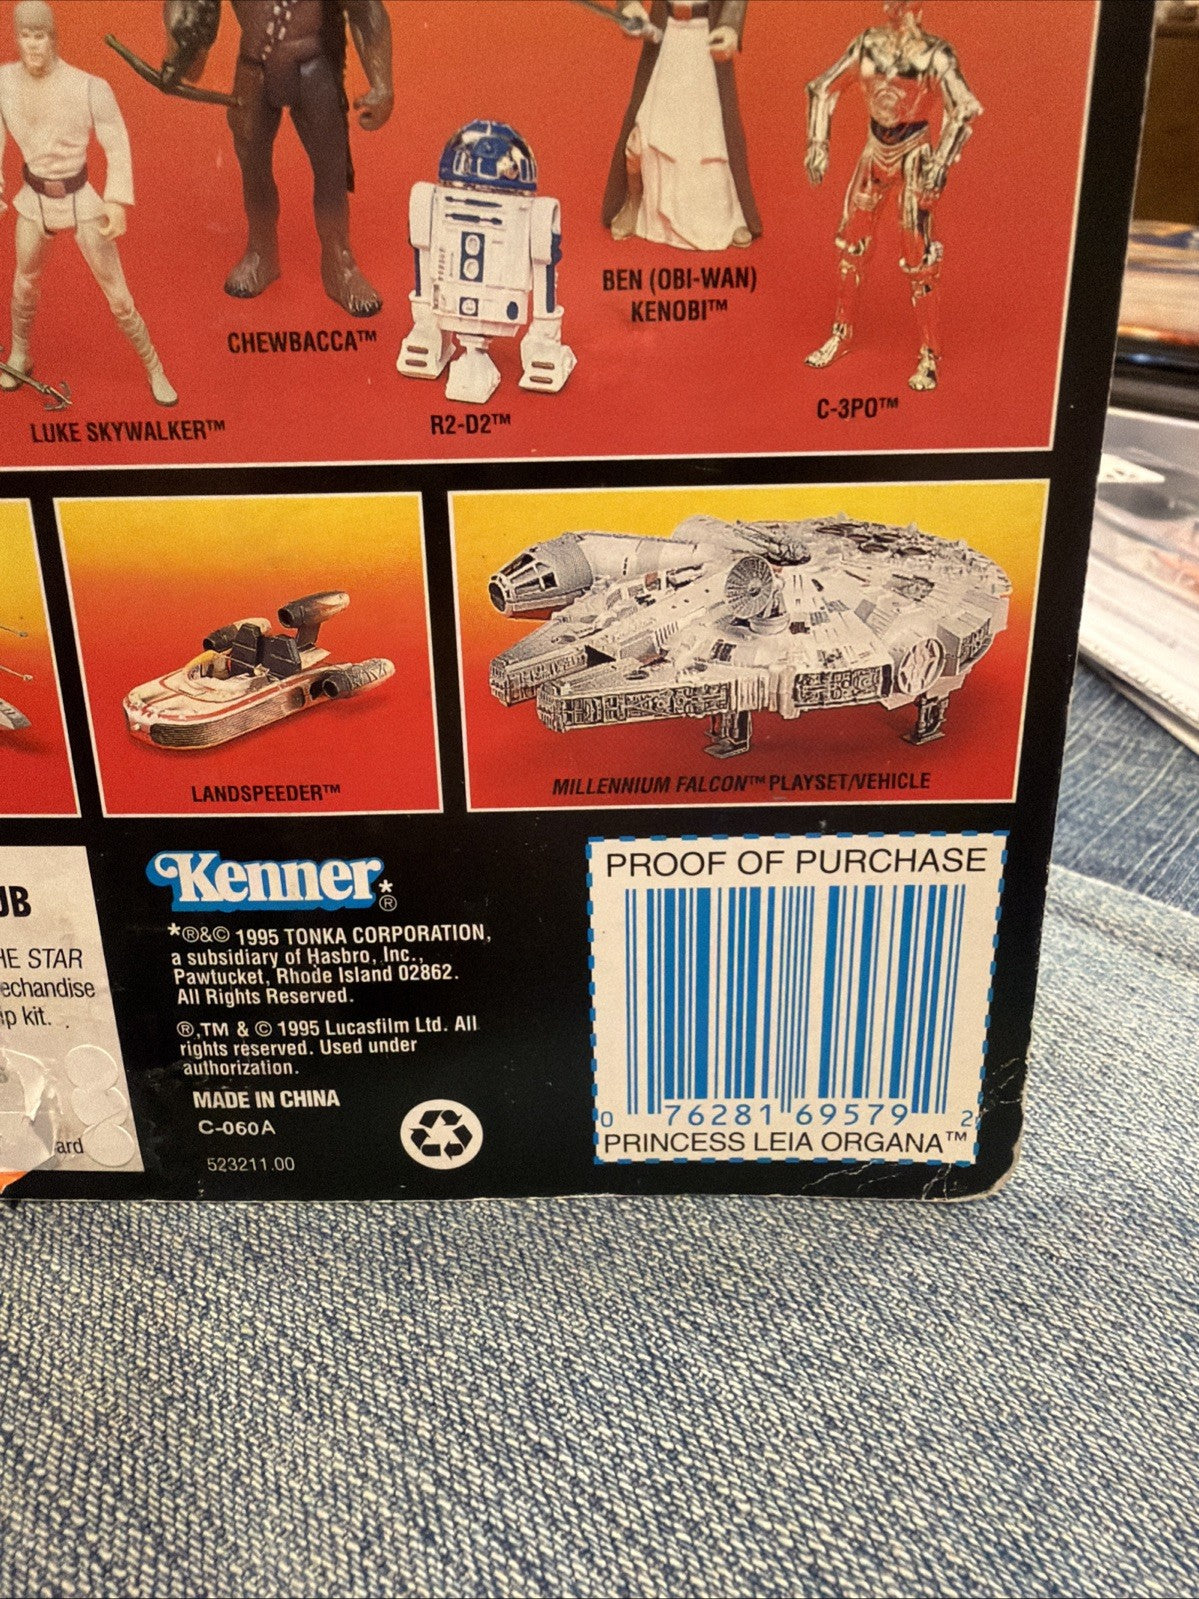 CHEWBACCA™
BEN (OBI-WAN)
KENOBI™
LUKE SKYWALKER™
R2-D2™
C-3PO™
LANDSPEEDER™
MILLENNIUM FALCON™ PLAYSET/VEHICLE
UB
HE STAR
echandise
ip kit.
ard
Kenner*®
*®&© 1995 TONKA CORPORATION,
a subsidiary of Hasbro, Inc.,
Pawtucket, Rhode Island 02862.
All Rights Reserved.
®,TM & © 1995 Lucasfilm Ltd. All
rights reserved. Used under
authorization.
MADE IN CHINA
C-060A
523211.00
PROOF OF PURCHASE
0 76281 69579 2
PRINCESS LEIA ORGANA™